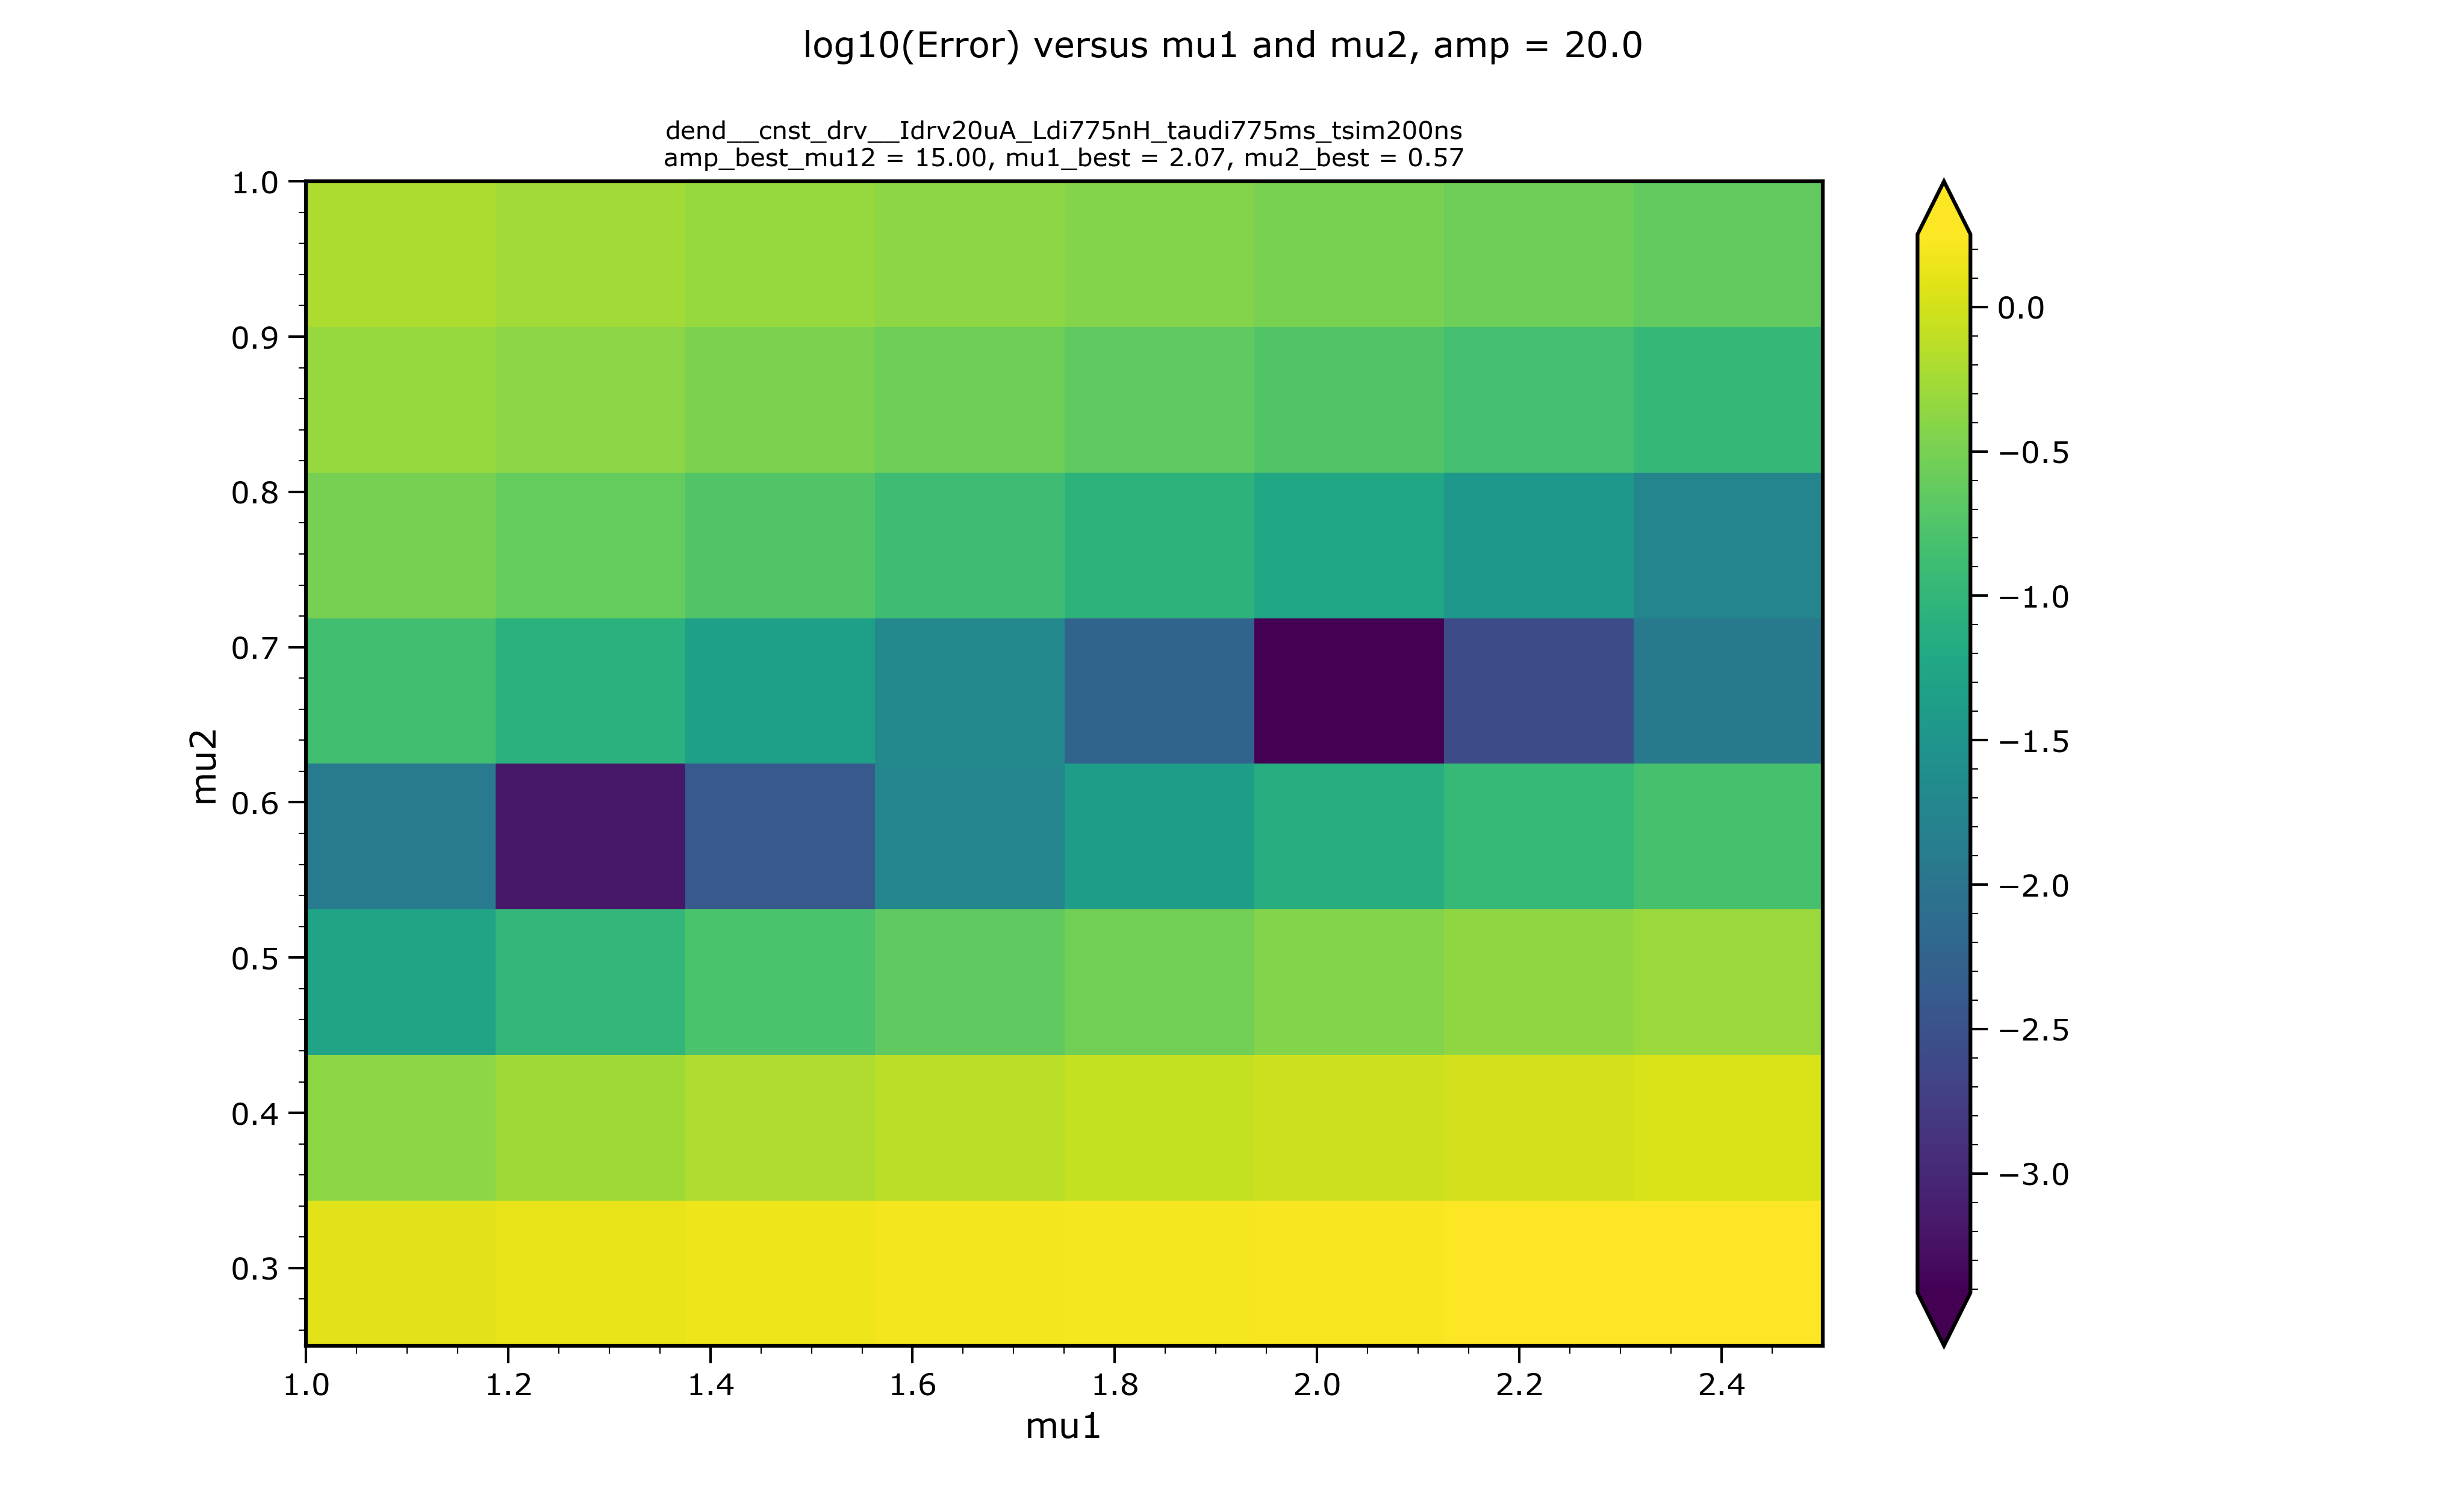 log10(Error) versus mu1 and mu2, amp = 20.0
dend__cnst_drv__Idrv20uA_Ldi775nH_taudi775ms_tsim200ns
amp_best_mu12 = 15.00, mu1_best = 2.07, mu2_best = 0.57
1.0
0.9
0.8
0.7
0.6
0.5
0.4
0.3
mu2
1.0 1.2 1.4 1.6 1.8 2.0 2.2 2.4
mu1
0.0
−0.5
−1.0
−1.5
−2.0
−2.5
−3.0